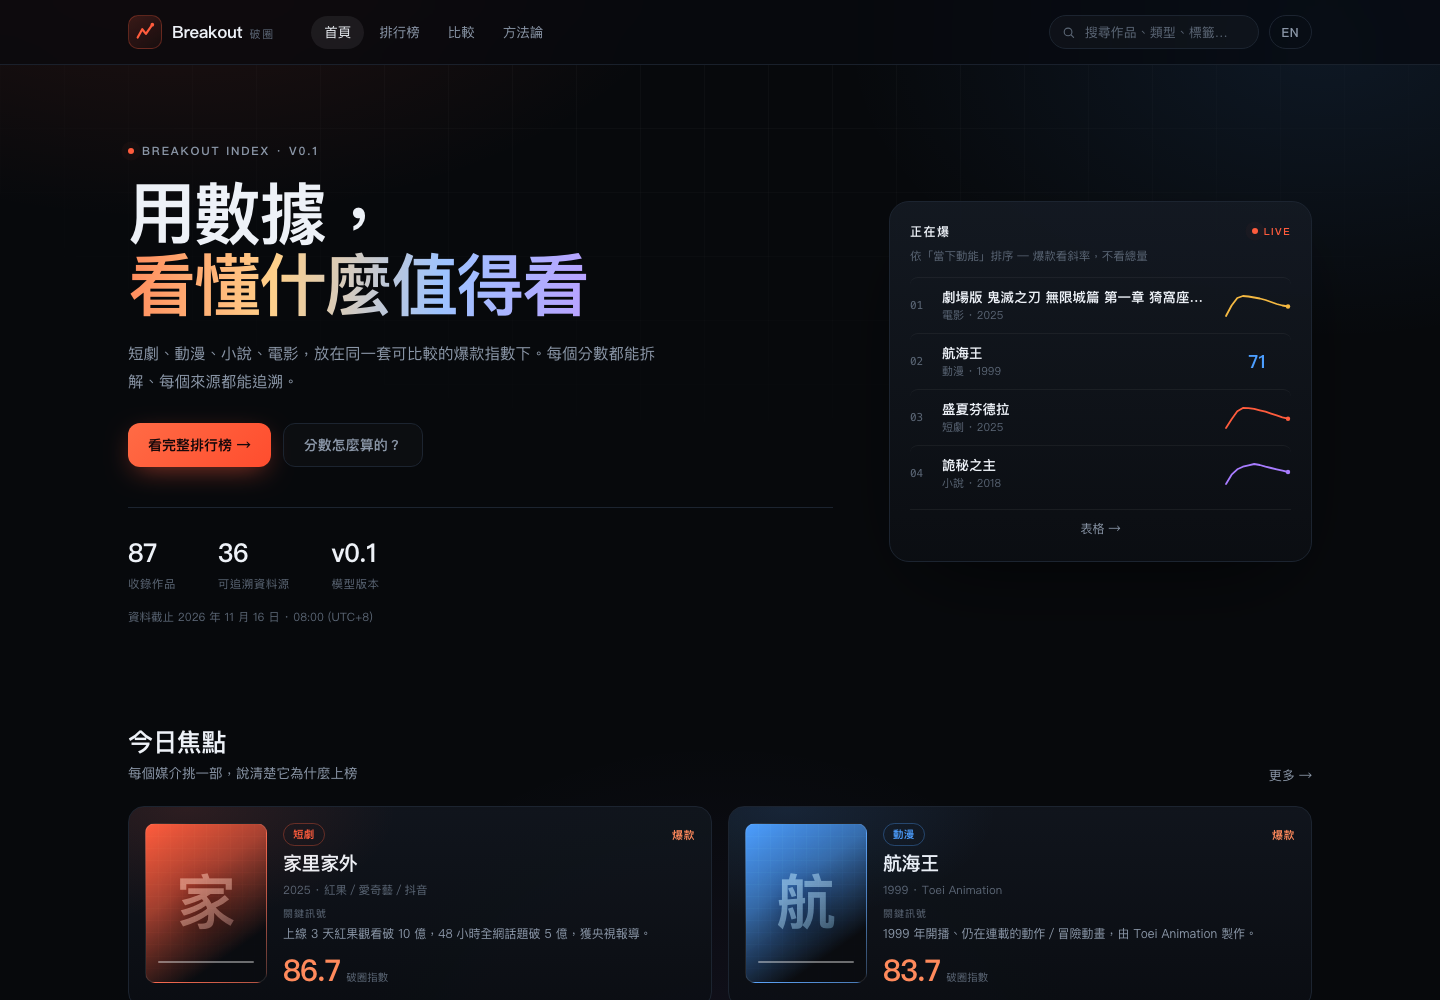 Breakout 破圈
首頁
排行榜
比較
方法論
搜尋作品、類型、標籤...
EN
BREAKOUT INDEX · V0.1
用數據，
看懂什麼值得看
短劇、動漫、小說、電影，放在同一套可比較的爆款指數下。每個分數都能拆
解、每個來源都能追溯。
看完整排行榜 →
分數怎麼算的？
87
收錄作品
36
可追溯資料源
v0.1
模型版本
資料截止 2026 年 11 月 16 日 · 08:00 (UTC+8)
正在爆
LIVE
依「當下動能」排序 — 爆款看斜率，不看總量
01
劇場版 鬼滅之刃 無限城篇 第一章 猗窩座...
電影 · 2025
02
航海王
動漫 · 1999
71
03
盛夏芬德拉
短劇 · 2025
04
詭秘之主
小說 · 2018
表格 →
今日焦點
每個媒介挑一部，說清楚它為什麼上榜
更多 →
家
短劇
爆款
家里家外
2025 · 紅果 / 愛奇藝 / 抖音
關鍵訊號
上線 3 天紅果觀看破 10 億，48 小時全網話題破 5 億，獲央視報導。
86.7 破圈指數
航
動漫
爆款
航海王
1999 · Toei Animation
關鍵訊號
1999 年開播、仍在連載的動作 / 冒險動畫，由 Toei Animation 製作。
83.7 破圈指數